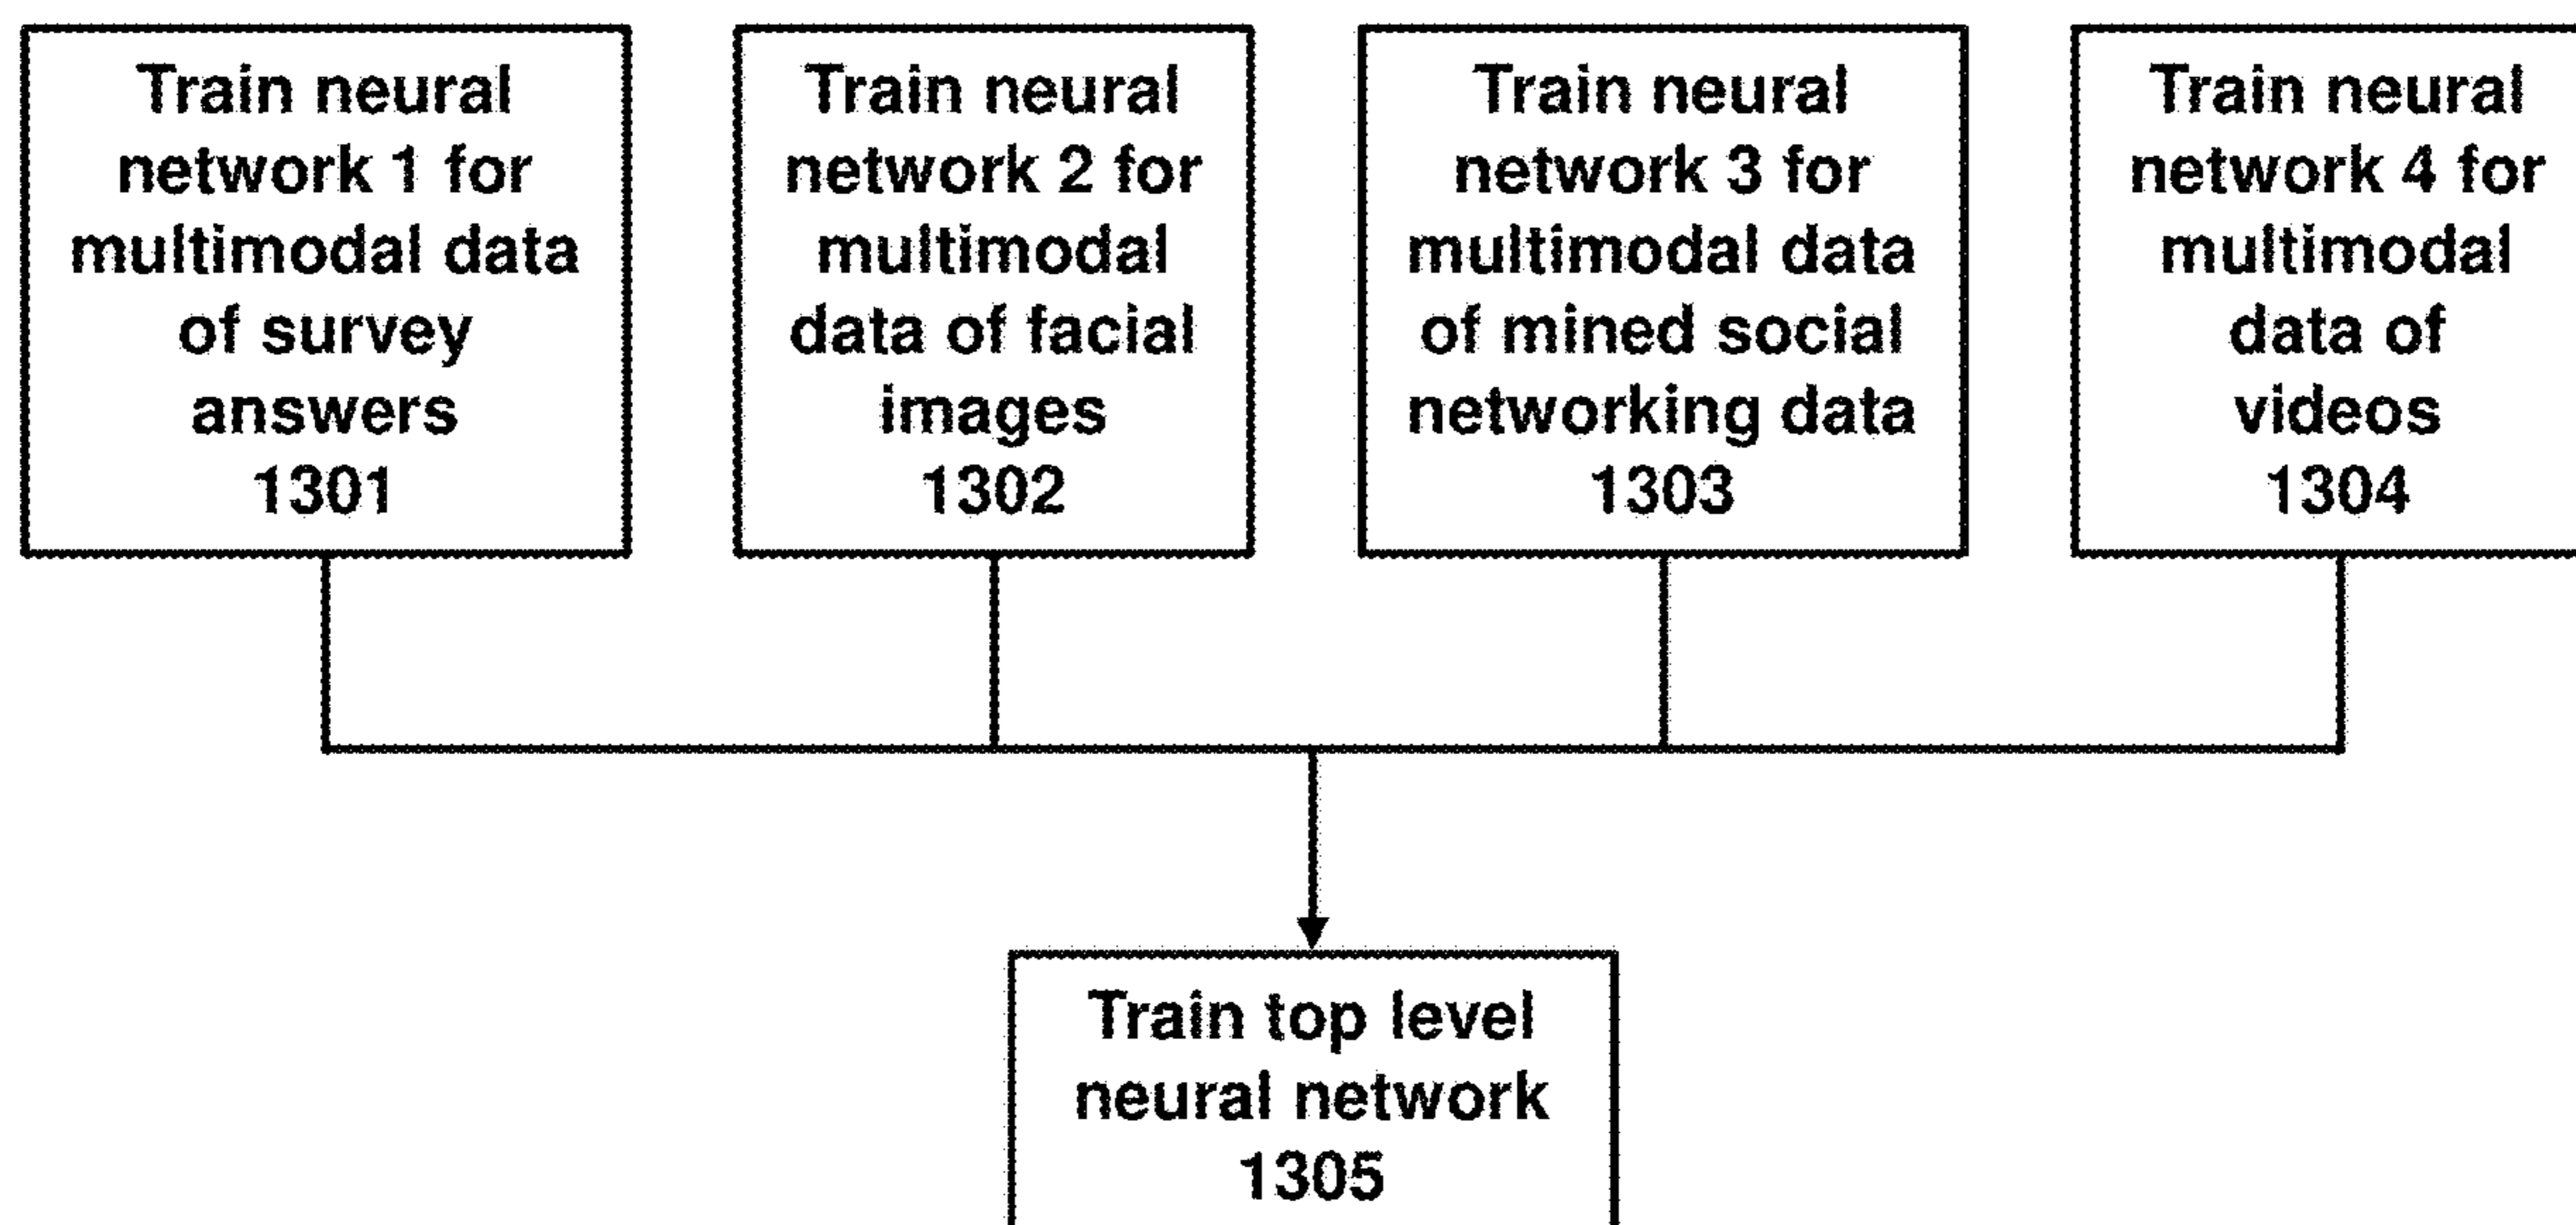 Train neural
network 1 for
multimodal data
of survey
answers
1301
Train neural
network 2 for
multimodal
data of facial
images
1302
Train neural
network 3 for
multimodal data
of mined social
networking data
1303
Train neural
network 4 for
multimodal
data of
videos
1304
Train top level
neural network
1305